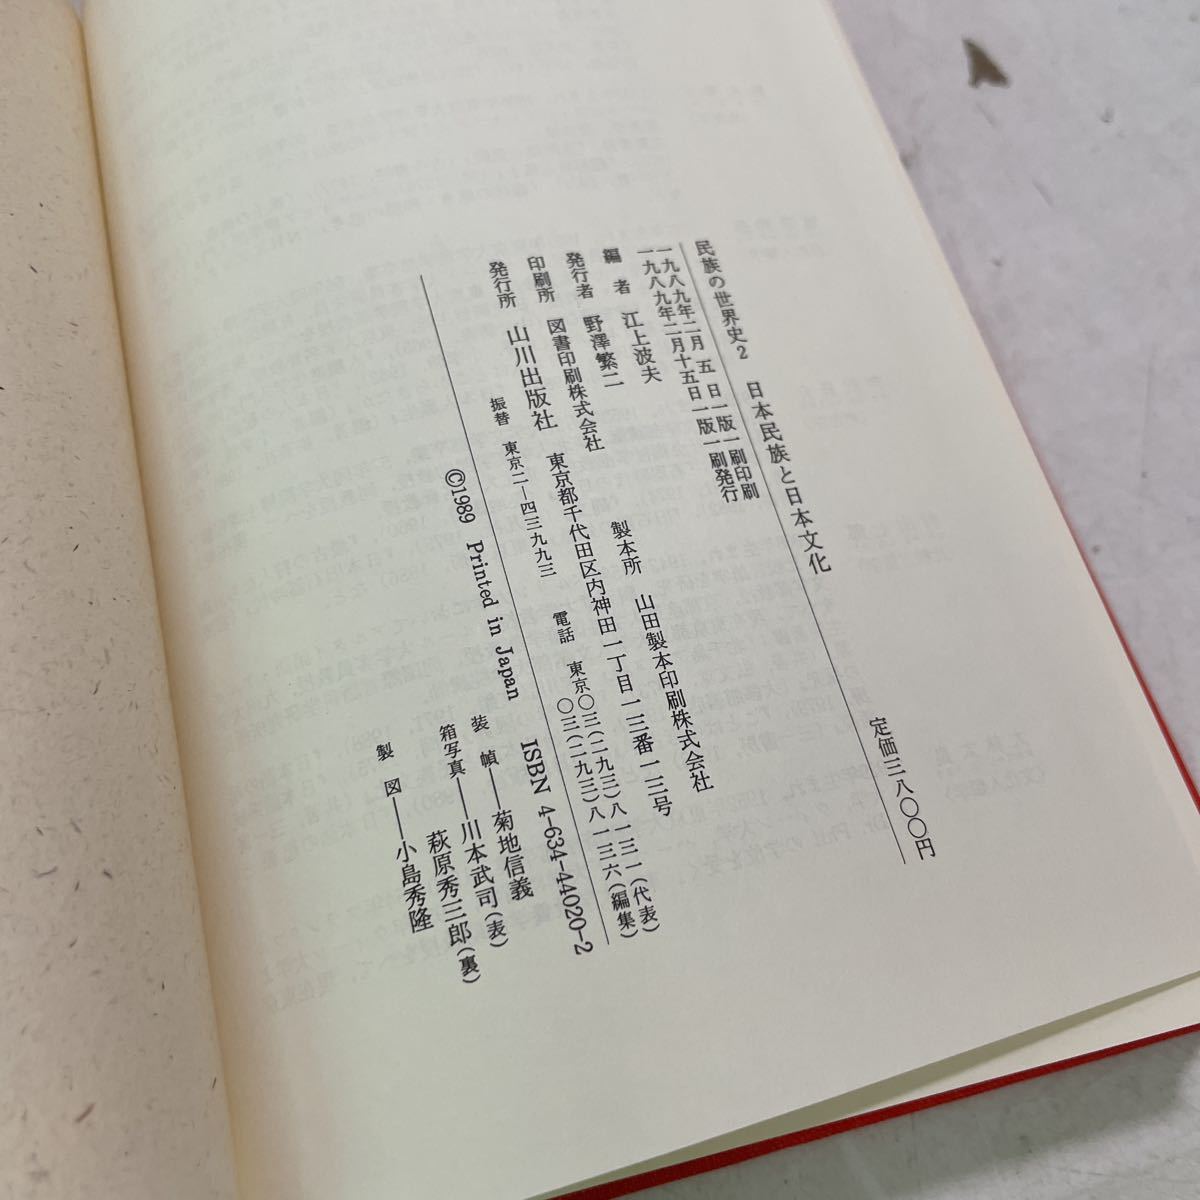 民族の世界史2 日本民族と日本文化
定価三八〇〇円
一九八九年二月 五 日 一版一刷印刷
一九八九年二月十五日 一版一刷発行
編者 江上波夫
発行者 野澤繁二
印刷所 図書印刷株式会社
製本所 山田製本印刷株式会社
発行所 山川出版社
東京都千代田区内神田一丁目一三番一三号
電話 東京〇三(二九三)八一三一(代表)
〇三(二九三)八一三六(編集)
振替 東京二―四三九九三
©1989 Printed in Japan ISBN 4-634-44020-2
装幀――菊地信義
箱写真――川本武司(表)
萩原秀三郎(裏)
製図――小島秀隆